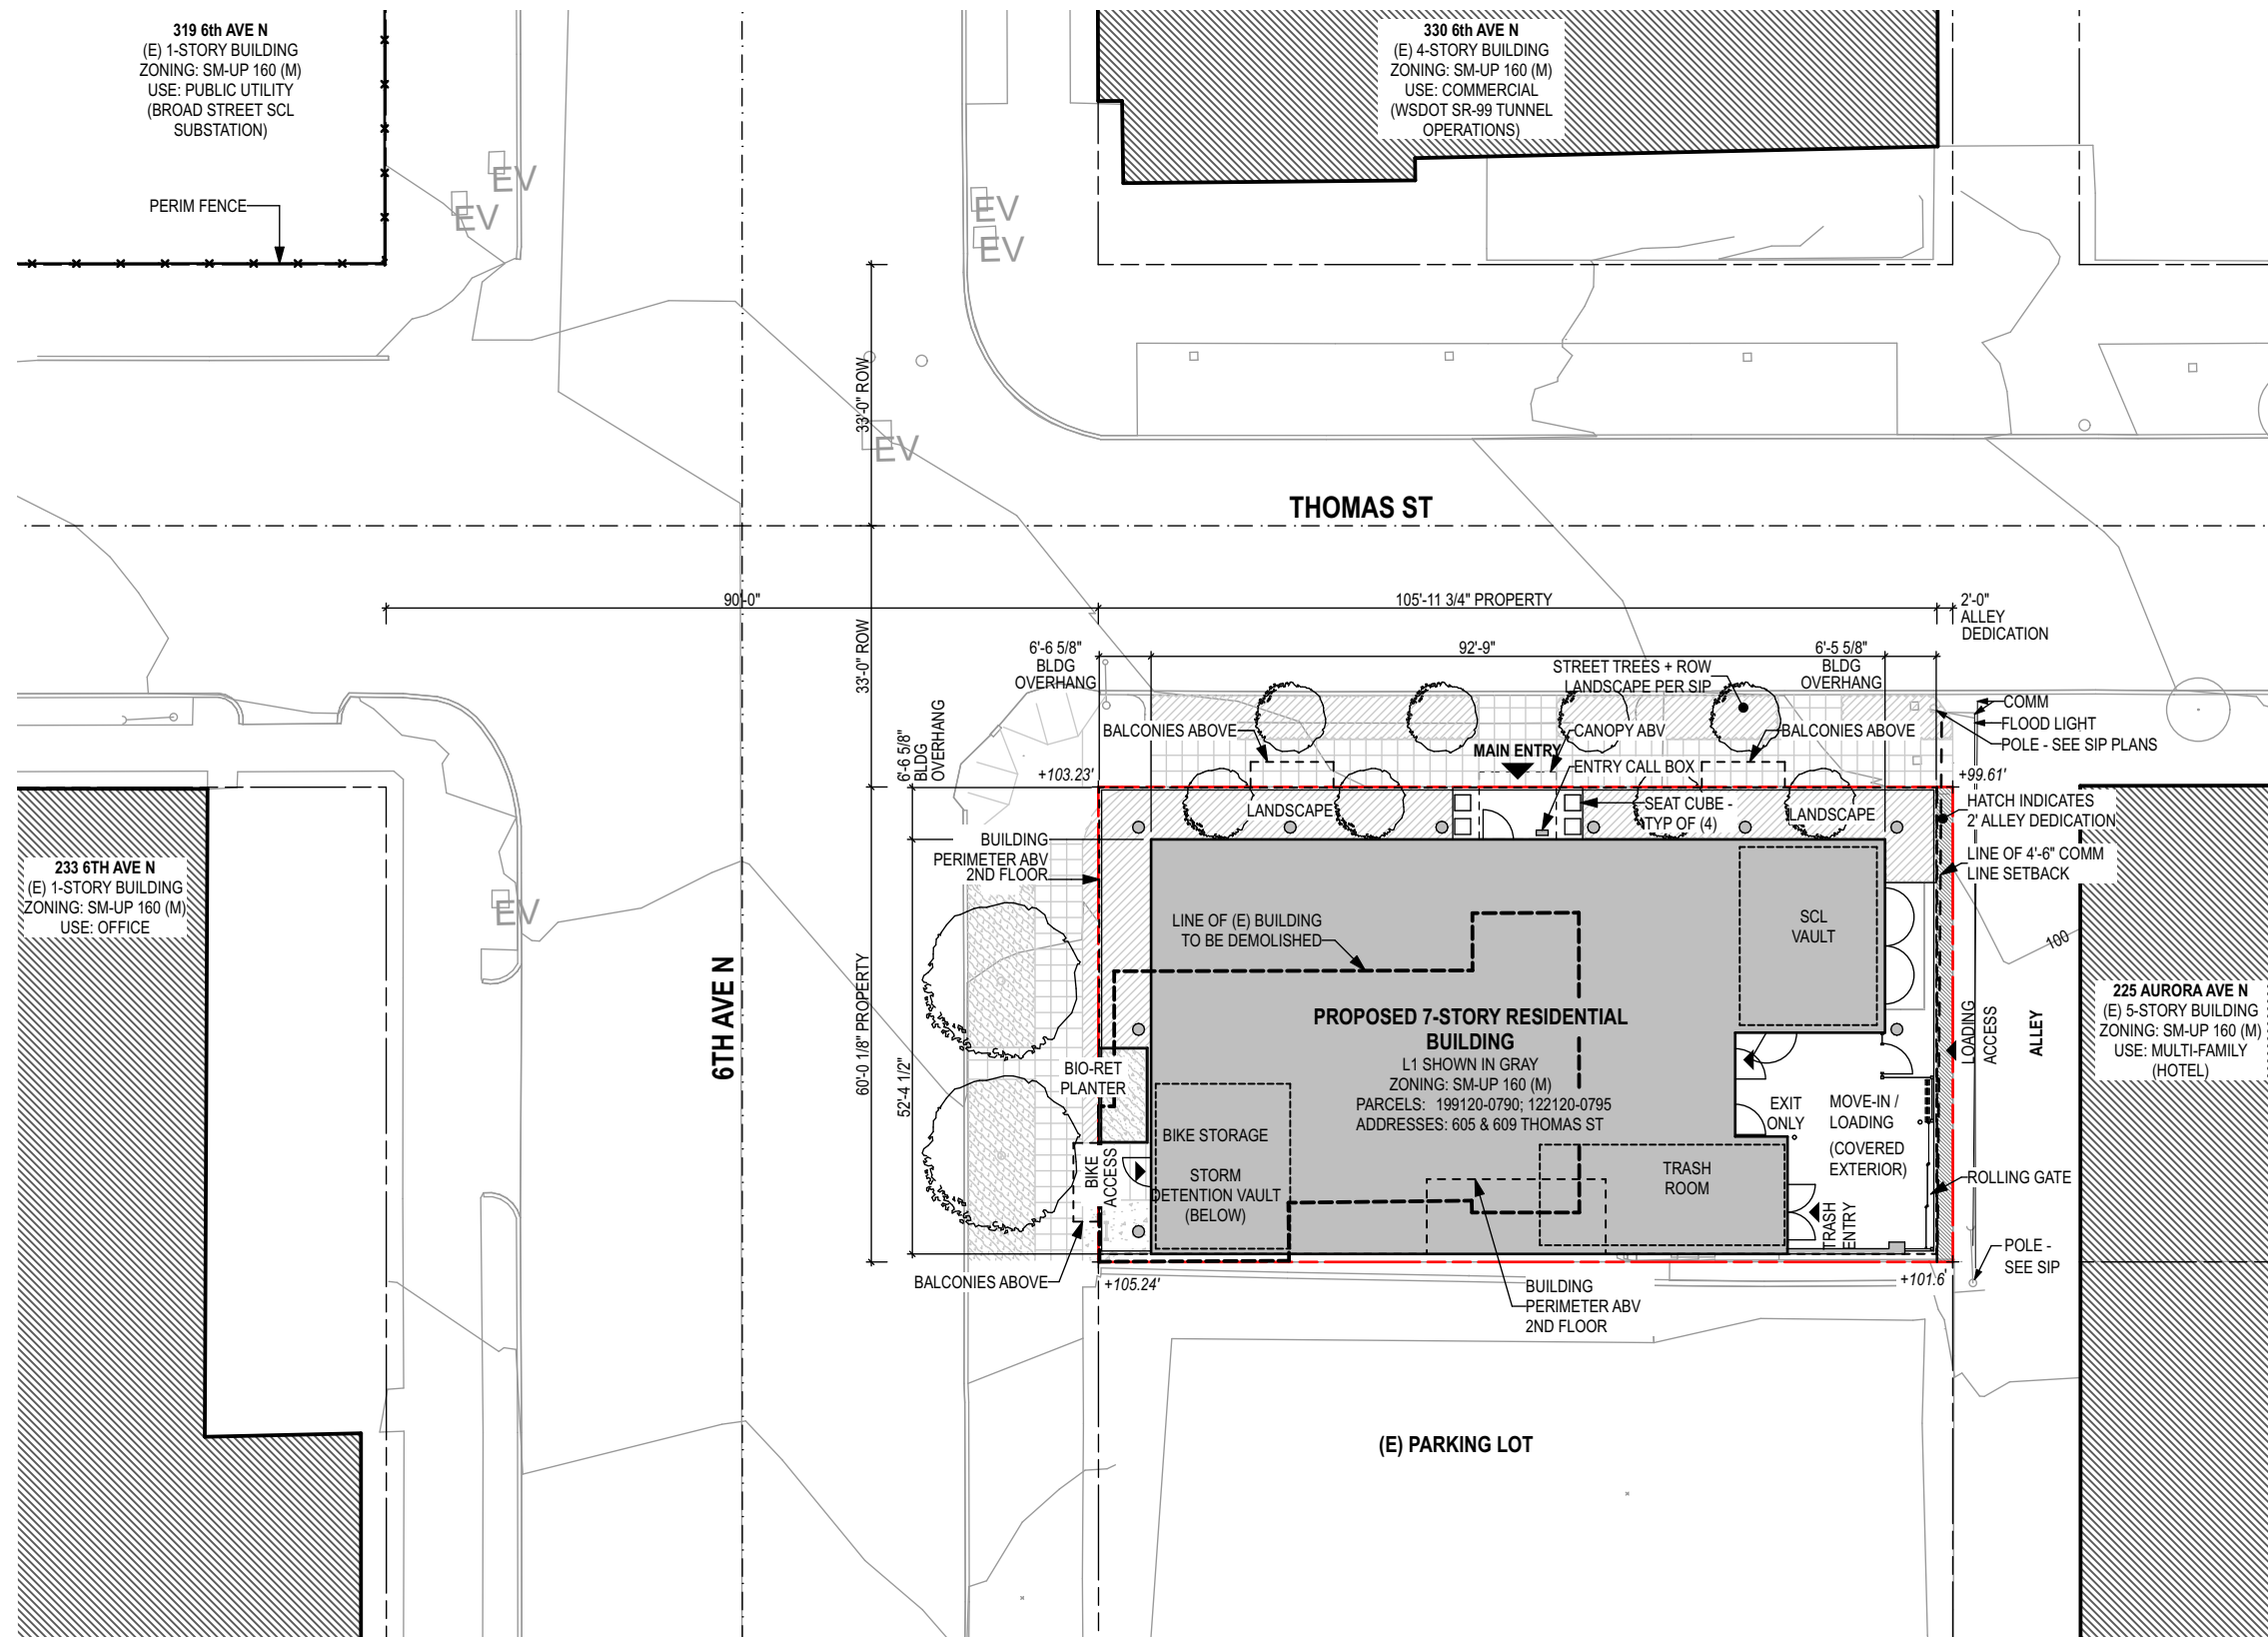 319 6th AVE N
(E) 1-STORY BUILDING
ZONING: SM-UP 160 (M)
USE: PUBLIC UTILITY
(BROAD STREET SCL
SUBSTATION)
330 6th AVE N
(E) 4-STORY BUILDING
ZONING: SM-UP 160 (M)
USE: COMMERCIAL
(WSDOT SR-99 TUNNEL
OPERATIONS)
PERIM FENCE
EV
EV
EV
EV
EV
33'-0" ROW
THOMAS ST
90'-0"
105'-11 3/4" PROPERTY
2'-0"
ALLEY
DEDICATION
33'-0" ROW
6'-6 5/8"
BLDG
OVERHANG
92'-9"
6'-5 5/8"
BLDG
OVERHANG
STREET TREES + ROW
LANDSCAPE PER SIP
6'-6 5/8"
BLDG
OVERHANG
BALCONIES ABOVE
MAIN ENTRY
CANOPY ABV
BALCONIES ABOVE
ENTRY CALL BOX
COMM
FLOOD LIGHT
POLE - SEE SIP PLANS
+103.23'
+99.61'
LANDSCAPE
SEAT CUBE -
TYP OF (4)
LANDSCAPE
HATCH INDICATES
2' ALLEY DEDICATION
BUILDING
PERIMETER ABV
2ND FLOOR
LINE OF 4'-6" COMM
LINE SETBACK
233 6TH AVE N
(E) 1-STORY BUILDING
ZONING: SM-UP 160 (M)
USE: OFFICE
EV
LINE OF (E) BUILDING
TO BE DEMOLISHED
SCL
VAULT
100
6TH AVE N
60'-0 1/8" PROPERTY
52'-4 1/2"
PROPOSED 7-STORY RESIDENTIAL
BUILDING
L1 SHOWN IN GRAY
ZONING: SM-UP 160 (M)
PARCELS: 199120-0790; 122120-0795
ADDRESSES: 605 & 609 THOMAS ST
LOADING
ACCESS
ALLEY
225 AURORA AVE N
(E) 5-STORY BUILDING
ZONING: SM-UP 160 (M)
USE: MULTI-FAMILY
(HOTEL)
BIO-RET
PLANTER
EXIT
ONLY
MOVE-IN /
LOADING
(COVERED
EXTERIOR)
BIKE STORAGE
BIKE
ACCESS
STORM
DETENTION VAULT
(BELOW)
TRASH
ROOM
TRASH
ENTRY
ROLLING GATE
POLE -
SEE SIP
BALCONIES ABOVE
+105.24'
+101.6'
BUILDING
PERIMETER ABV
2ND FLOOR
(E) PARKING LOT